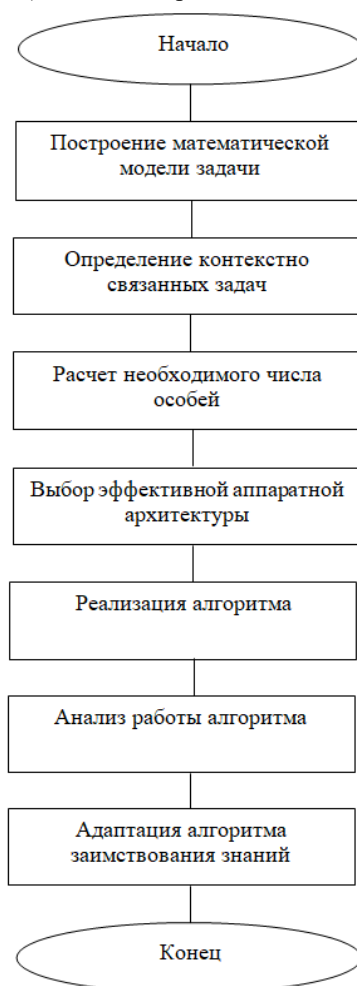 Начало
Построение математической
модели задачи
Определение контекстно
связанных задач
Расчет необходимого числа
особей
Выбор эффективной аппаратной
архитектуры
Реализация алгоритма
Анализ работы алгоритма
Адаптация алгоритма
заимствования знаний
Конец